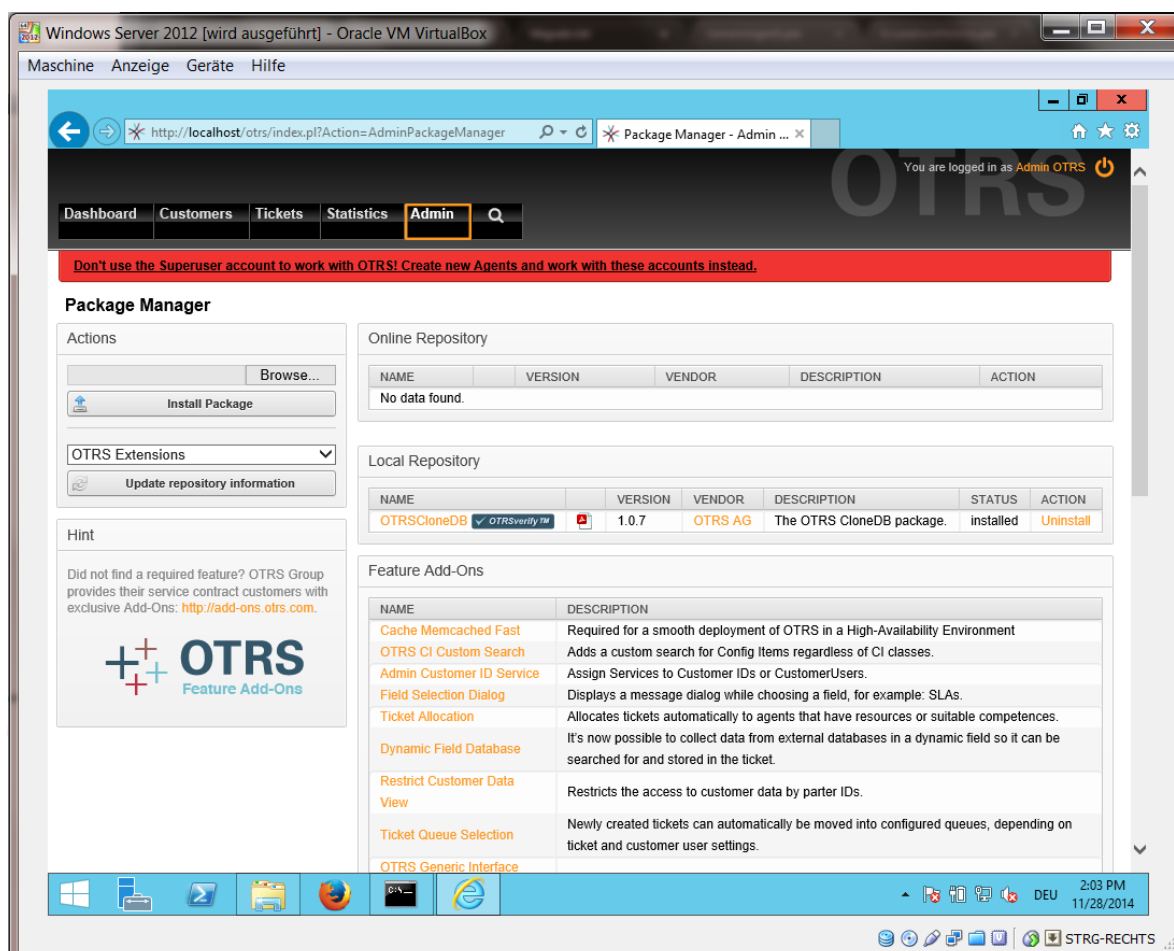 Windows Server 2012 [wird ausgeführt] - Oracle VM VirtualBox
Maschine Anzeige Geräte Hilfe
http://localhost/otrs/index.pl?Action=AdminPackageManager
Package Manager - Admin ...
OTRS
You are logged in as Admin OTRS
Dashboard Customers Tickets Statistics Admin
Don't use the Superuser account to work with OTRS! Create new Agents and work with these accounts instead.
Package Manager
Actions
Browse...
Install Package
OTRS Extensions
Update repository information
Hint
Did not find a required feature? OTRS Group
provides their service contract customers with
exclusive Add-Ons: http://add-ons.otrs.com.
OTRS
Feature Add-Ons
Online Repository
NAME VERSION VENDOR DESCRIPTION ACTION
No data found.
Local Repository
NAME VERSION VENDOR DESCRIPTION STATUS ACTION
OTRSCloneDB OTRSverify™ 1.0.7 OTRS AG The OTRS CloneDB package. installed Uninstall
Feature Add-Ons
NAME DESCRIPTION
Cache Memcached Fast Required for a smooth deployment of OTRS in a High-Availability Environment
OTRS CI Custom Search Adds a custom search for Config Items regardless of CI classes.
Admin Customer ID Service Assign Services to Customer IDs or CustomerUsers.
Field Selection Dialog Displays a message dialog while choosing a field, for example: SLAs.
Ticket Allocation Allocates tickets automatically to agents that have resources or suitable competences.
Dynamic Field Database It's now possible to collect data from external databases in a dynamic field so it can be
searched for and stored in the ticket.
Restrict Customer Data
View Restricts the access to customer data by parter IDs.
Ticket Queue Selection Newly created tickets can automatically be moved into configured queues, depending on
ticket and customer user settings.
OTRS Generic Interface
DEU
2:03 PM
11/28/2014
STRG-RECHTS